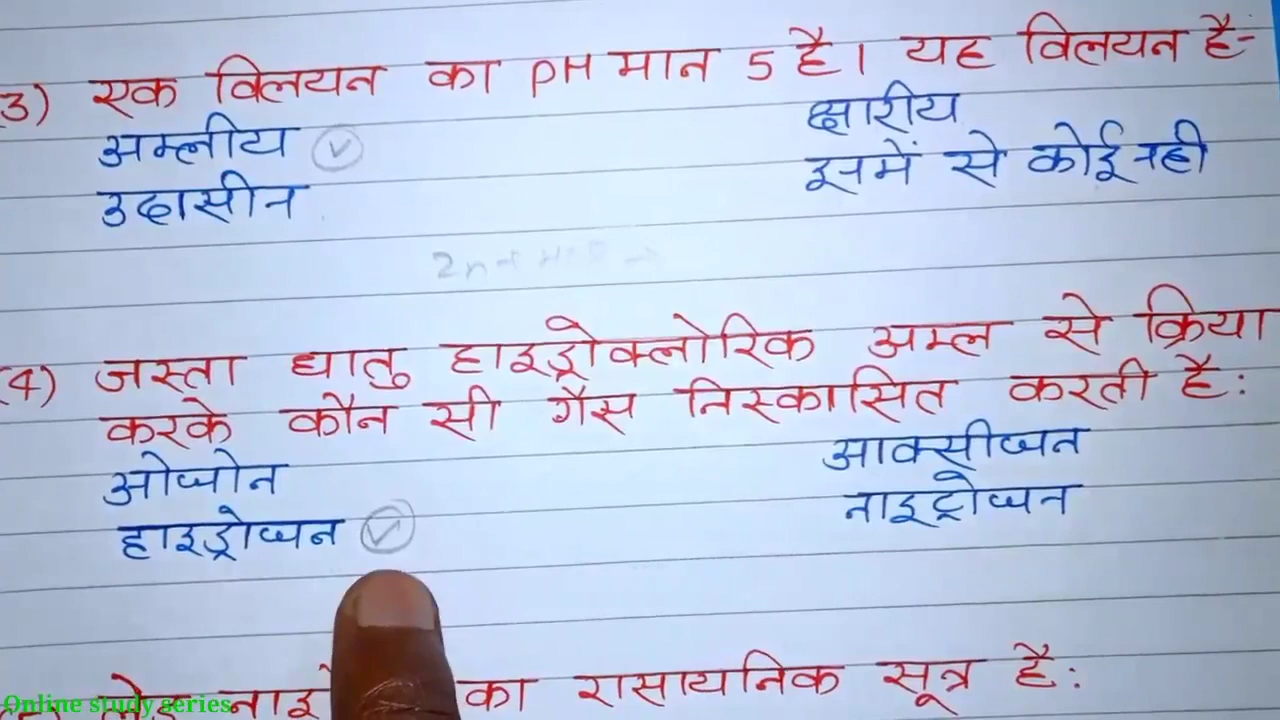 3) एक विलयन का pH मान 5 है। यह विलयन है-
अम्लीय क्षारीय
उदासीन इनमें से कोई नही
(4) जस्ता धातु हाइड्रोक्लोरिक अम्ल से क्रिया
करके कौन सी गैस निस्कासित करती है:
ओजोन आक्सीजन
हाइड्रोजन नाइट्रोजन
का रासायनिक सूत्र है:
Online study series